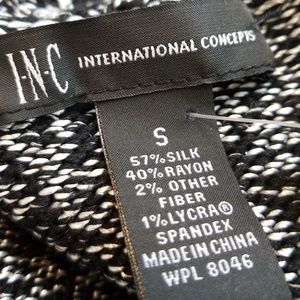 I·N·C INTERNATIONAL CONCEPTS
S
57% SILK
40% RAYON
2% OTHER
FIBER
1% LYCRA®
SPANDEX
MADE IN CHINA
WPL 8046